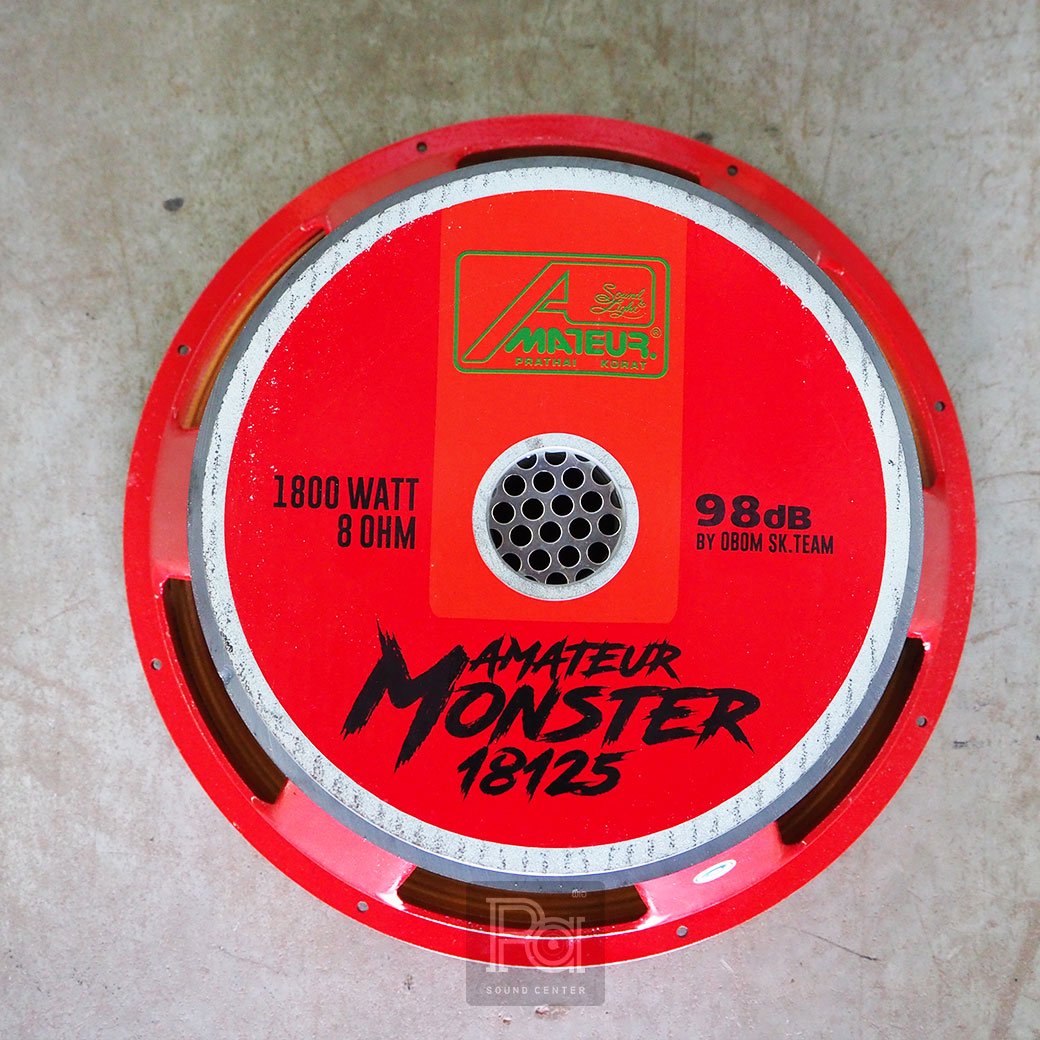 Sound &
Light
AMATEUR.®
PRATHAI KORAT
1800 WATT
8 OHM
98dB
BY OBOM SK.TEAM
AMATEUR
MONSTER
18125
Pa
SOUND CENTER